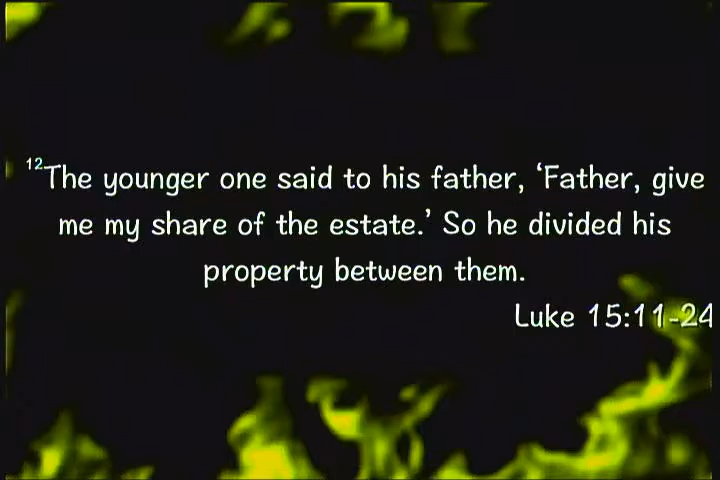 ¹²The younger one said to his father, ‘Father, give
me my share of the estate.’ So he divided his
property between them.
Luke 15:11-24